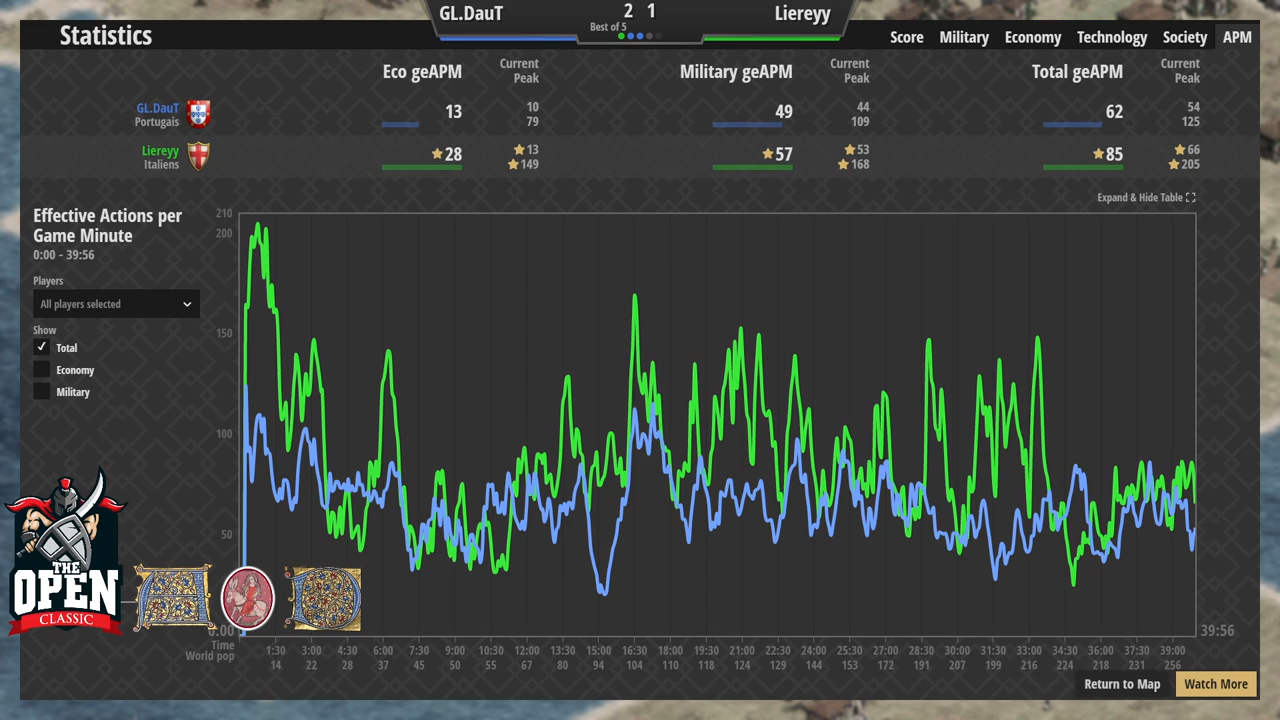 GL.DauT 2 1 Liereyy
Best of 5
Statistics
Score Military Economy Technology Society APM
Eco geAPM Current Peak Military geAPM Current Peak Total geAPM Current Peak
GL.DauT
Portugais
13 10 79 49 44 109 62 54 125
Liereyy
Italiens
28 13 149 57 53 168 85 66 205
Expand & Hide Table
Effective Actions per
Game Minute
0:00 - 39:56
Players
All players selected
Show
Total
Economy
Military
210
200
150
100
50
0:00 39:56
Time 1:30 3:00 4:30 6:00 7:30 9:00 10:30 12:00 13:30 15:00 16:30 18:00 19:30 21:00 22:30 24:00 25:30 27:00 28:30 30:00 31:30 33:00 34:30 36:00 37:30 39:00
World pop 14 22 28 37 45 50 55 67 80 94 104 110 118 124 129 144 153 172 191 207 199 216 224 218 231 256
THE
OPEN
CLASSIC
Return to Map Watch More